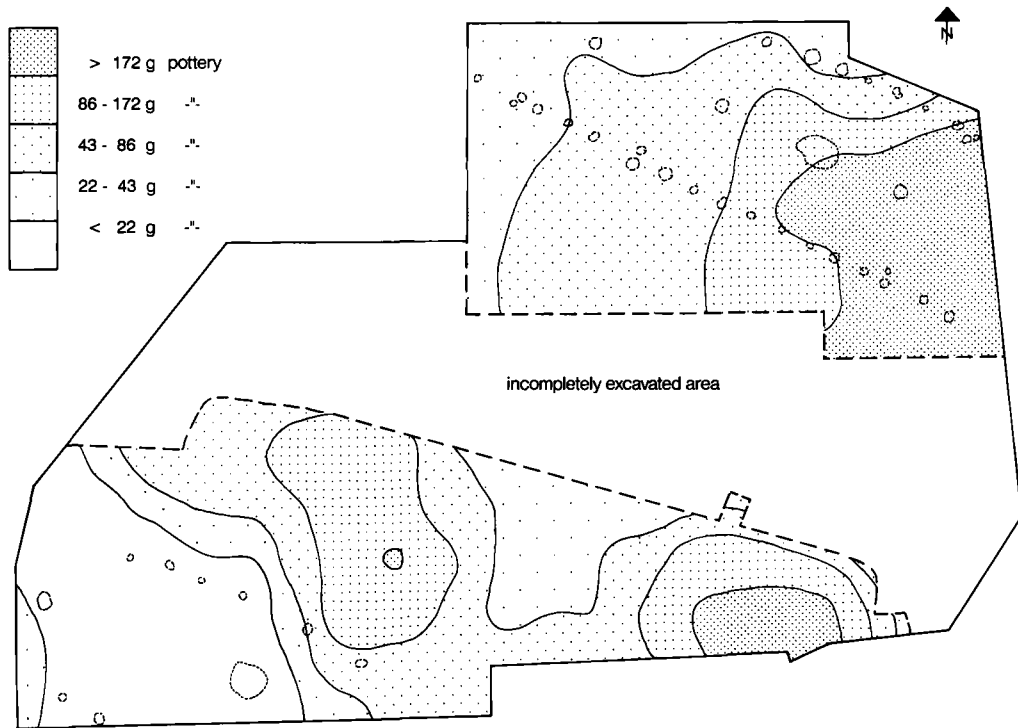 > 172 g pottery
86 - 172 g -"-
43 - 86 g -"-
22 - 43 g -"-
< 22 g -"-
N
incompletely excavated area